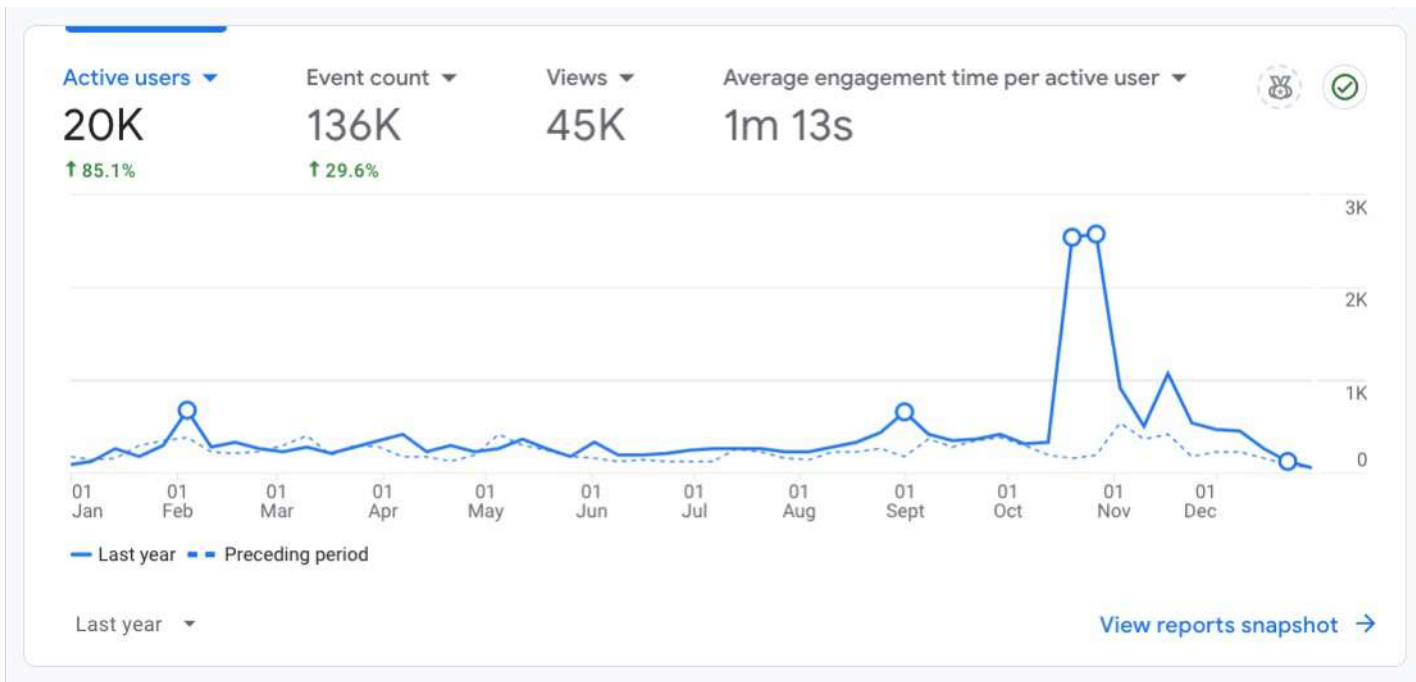 Active users Event count Views Average engagement time per active user
20K 136K 45K 1m 13s
↑ 85.1% ↑ 29.6%
3K
2K
1K
0
01 01 01 01 01 01 01 01 01 01 01 01
Jan Feb Mar Apr May Jun Jul Aug Sept Oct Nov Dec
Last year Preceding period
Last year View reports snapshot →